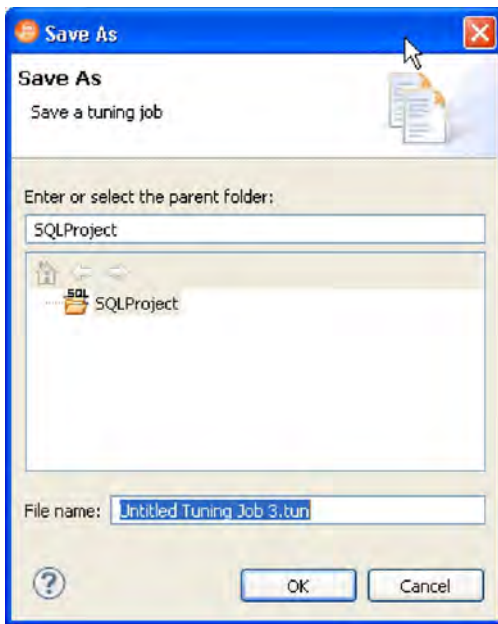 Save As
Save As
Save a tuning job
Enter or select the parent folder:
SQLProject
SQL
SQLProject
File name: Untitled Tuning Job 3.tun
?
OK Cancel